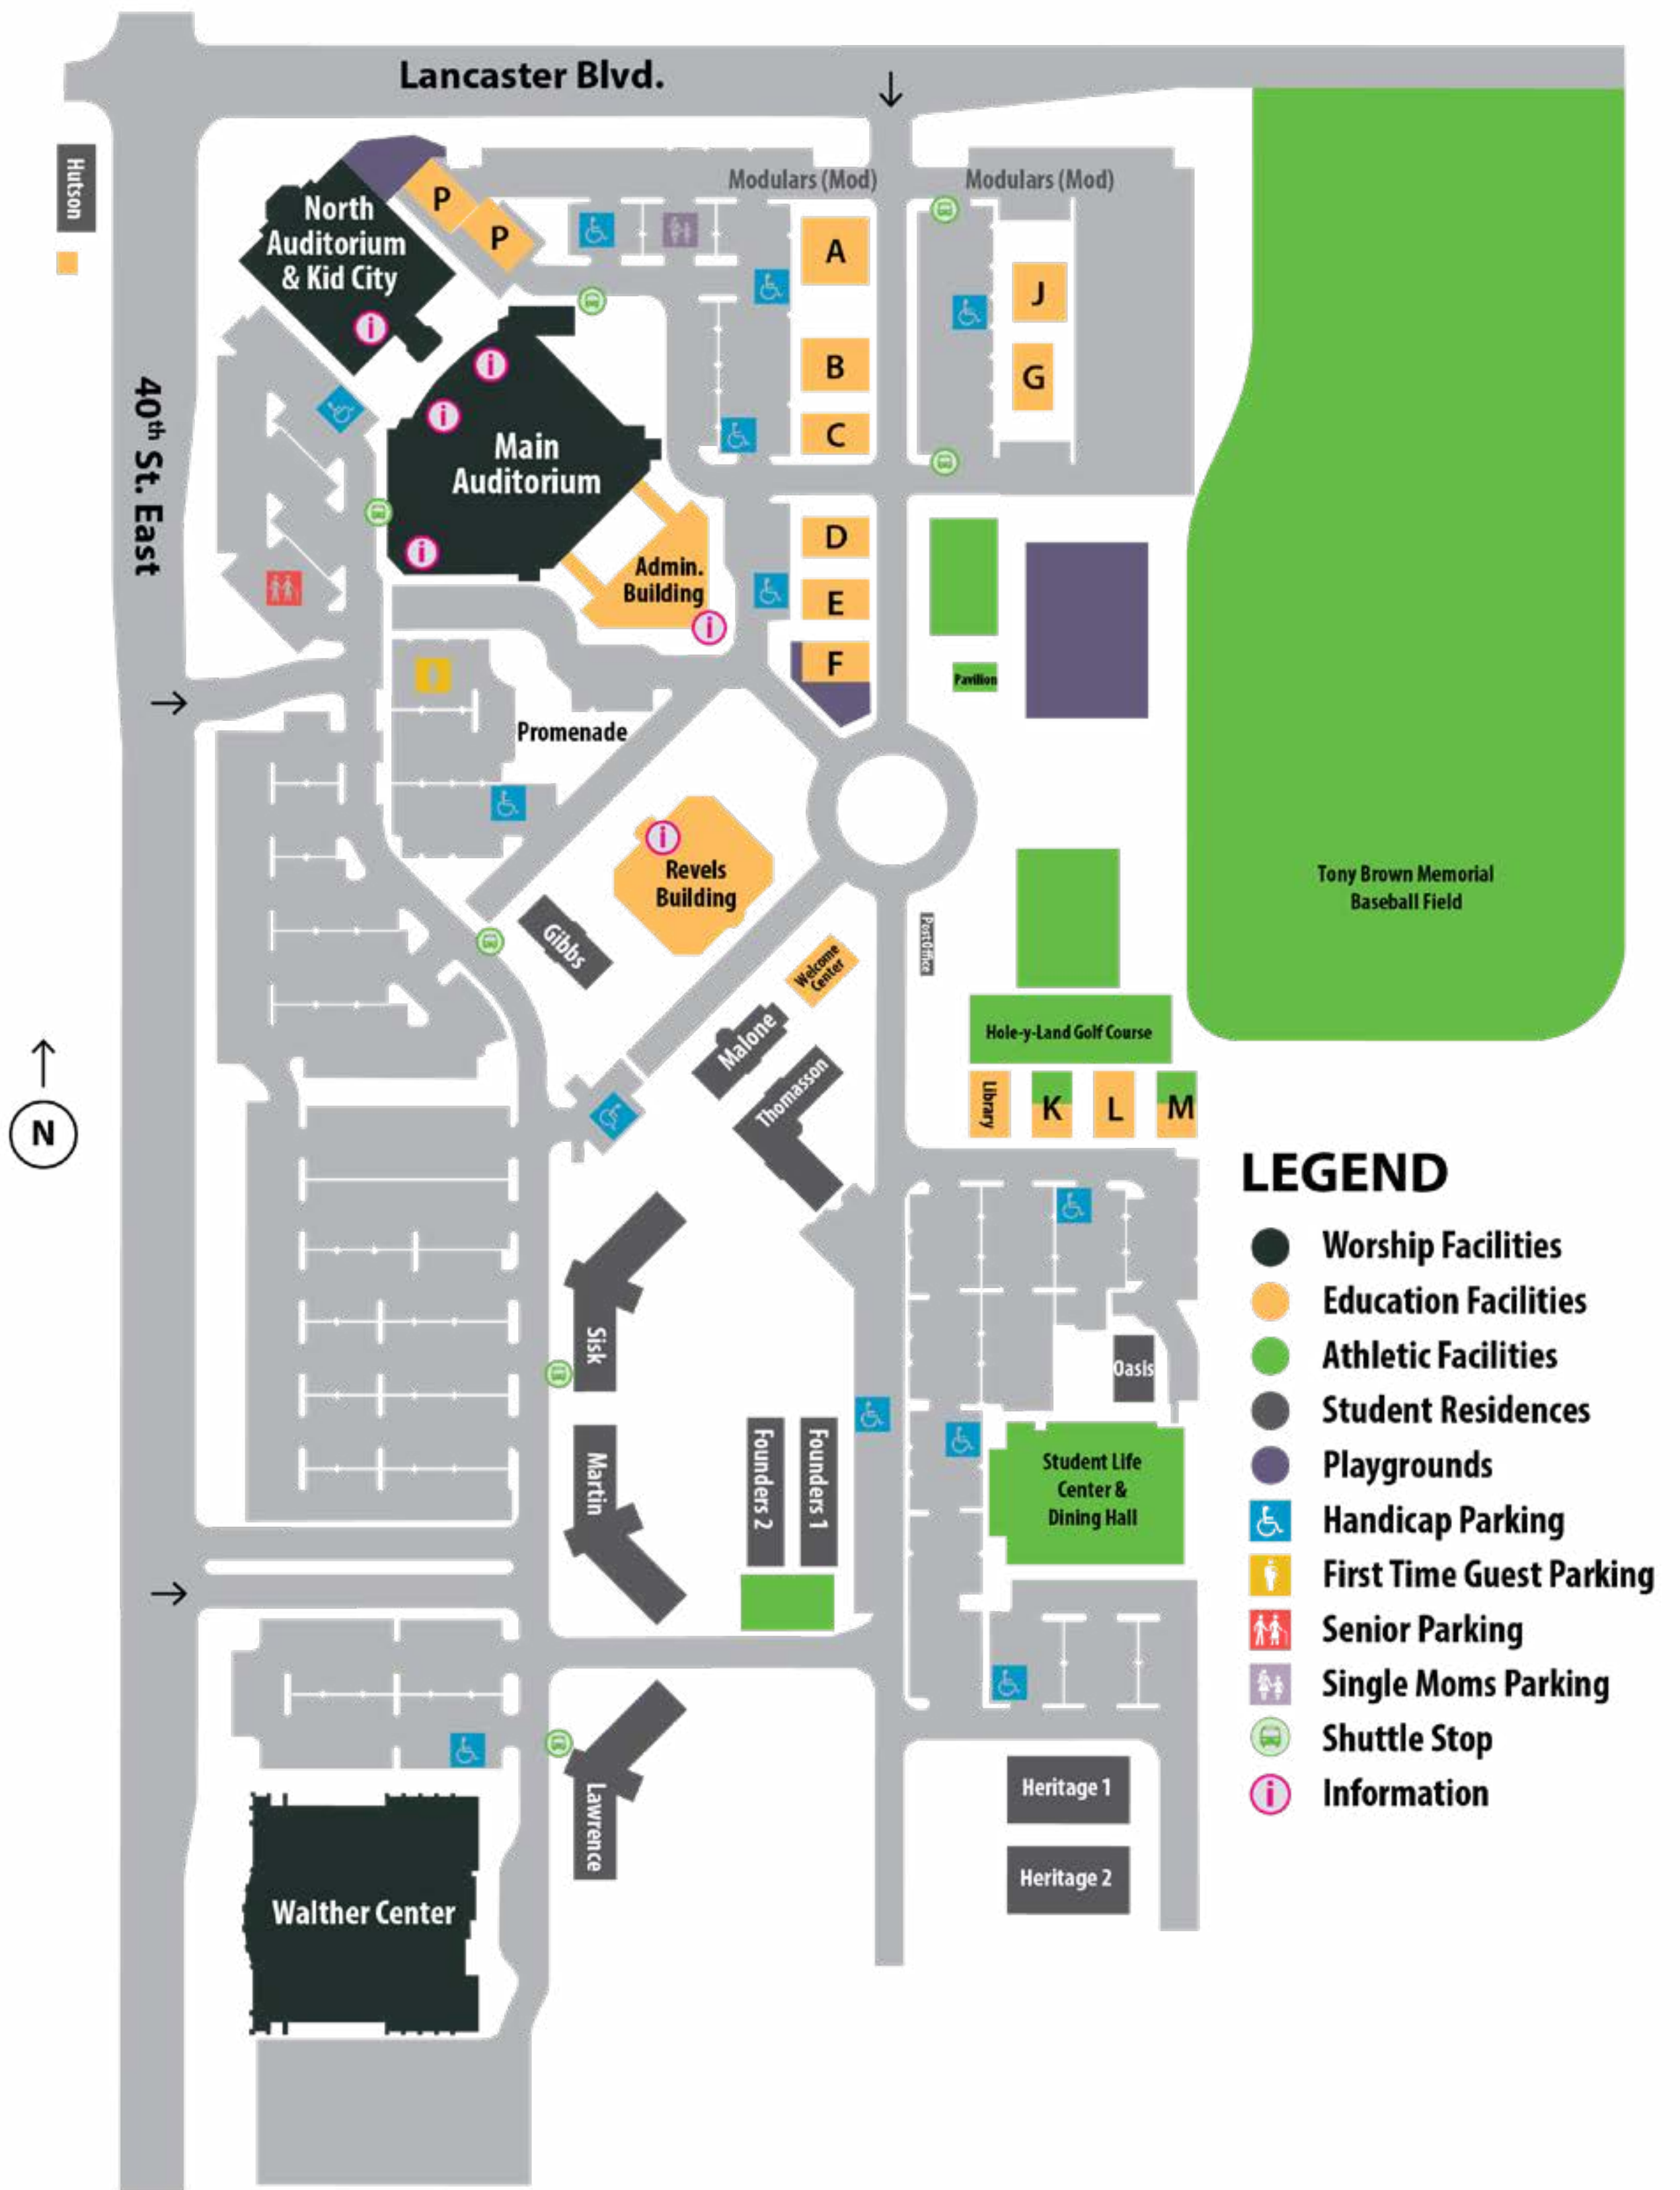 Lancaster Blvd.
Hutson
Modulars (Mod)
Modulars (Mod)
North
Auditorium
& Kid City
P
P
A
J
B
G
C
40th St. East
Main
Auditorium
D
Admin.
Building
E
F
Pavilion
Promenade
Revels
Building
Tony Brown Memorial
Baseball Field
Gibbs
Post Office
Welcome
Center
Malone
Hole-y-Land Golf Course
Thomasson
Library
K
L
M
N
Sisk
Oasis
Martin
Founders 2
Founders 1
Student Life
Center &
Dining Hall
Lawrence
Heritage 1
Heritage 2
Walther Center
LEGEND
Worship Facilities
Education Facilities
Athletic Facilities
Student Residences
Playgrounds
Handicap Parking
First Time Guest Parking
Senior Parking
Single Moms Parking
Shuttle Stop
i Information